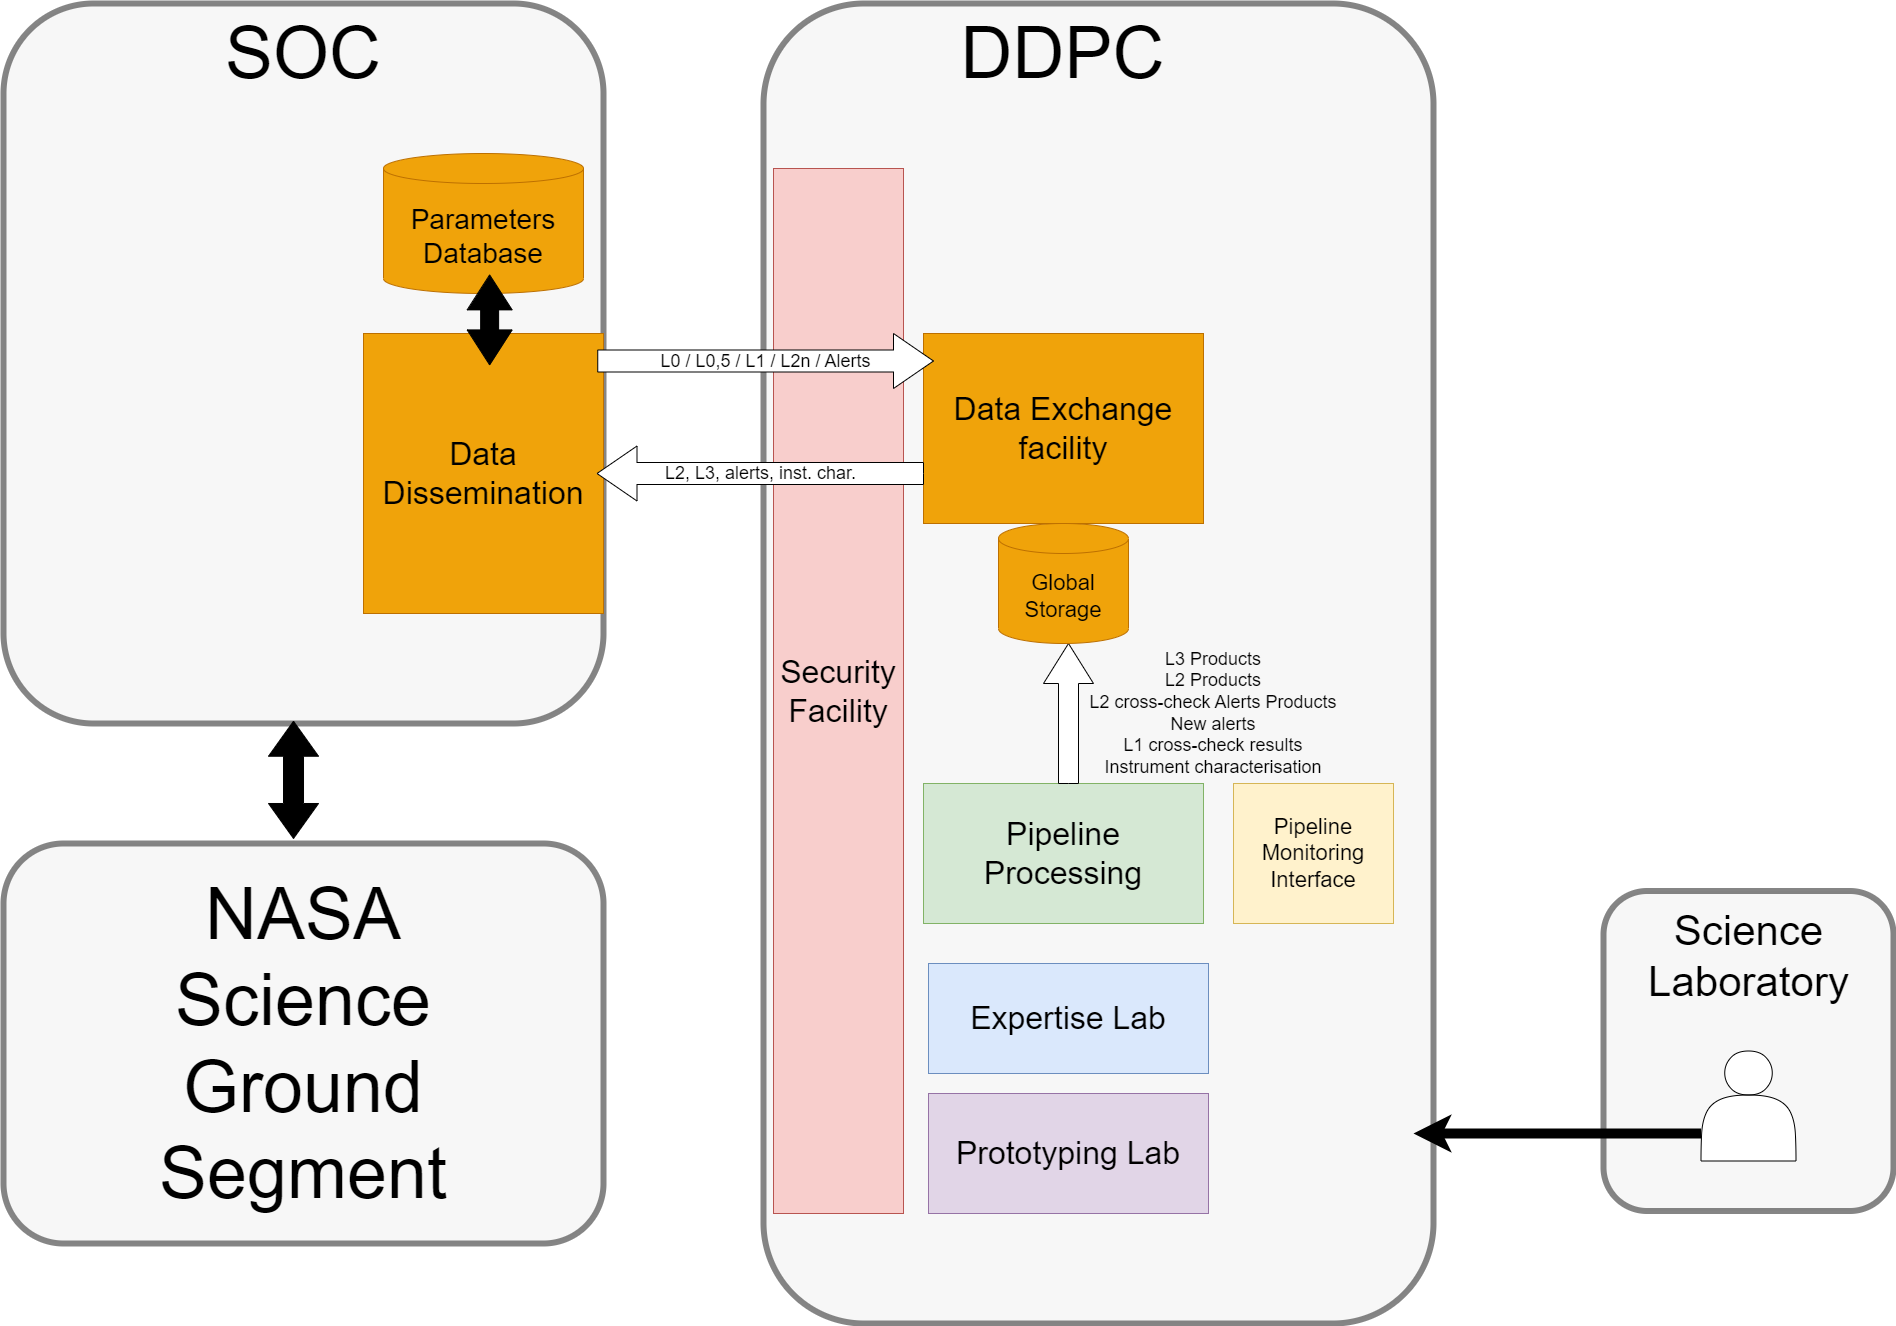 SOC
Parameters
Database
Data
Dissemination
NASA
Science
Ground
Segment
DDPC
L0 / L0,5 / L1 / L2n / Alerts
L2, L3, alerts, inst. char.
Security
Facility
Data Exchange
facility
Global
Storage
L3 Products
L2 Products
L2 cross-check Alerts Products
New alerts
L1 cross-check results
Instrument characterisation
Pipeline
Processing
Pipeline
Monitoring
Interface
Expertise Lab
Prototyping Lab
Science
Laboratory